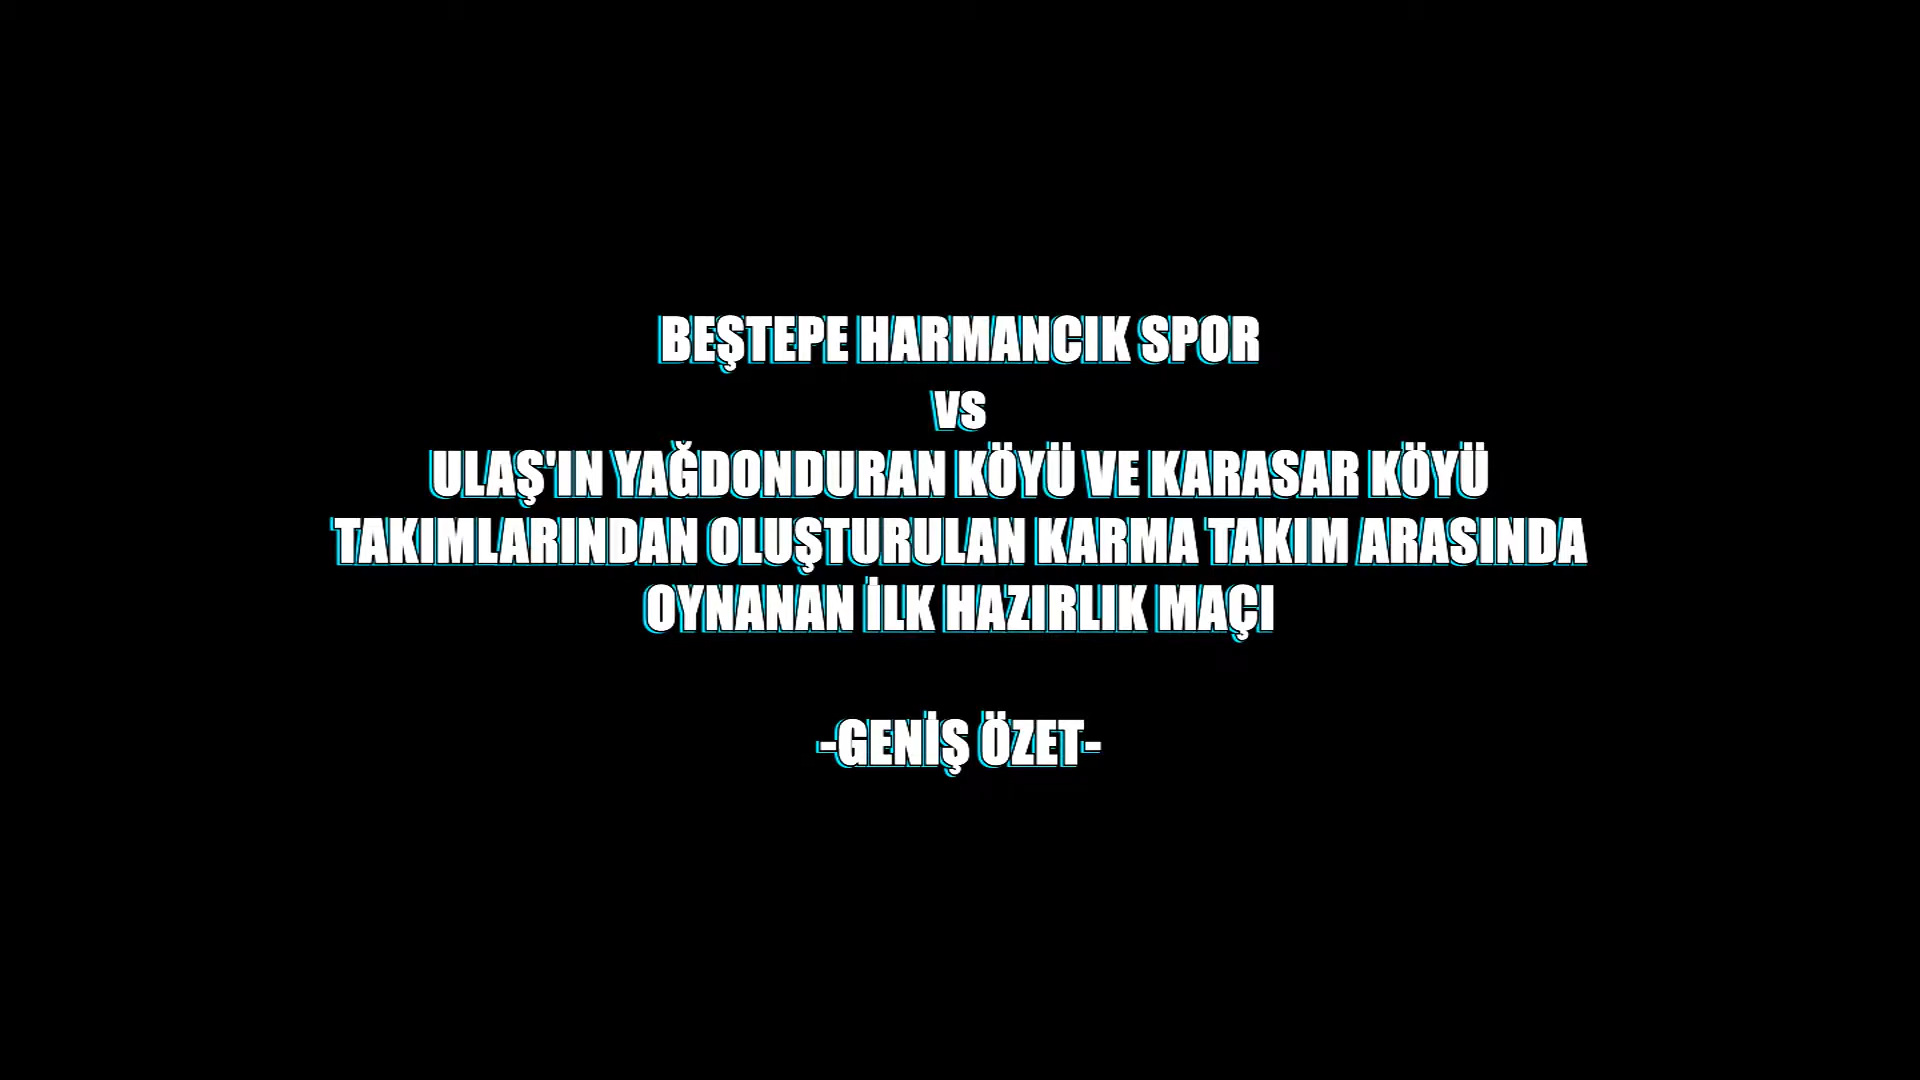 BEŞTEPE HARMANCIK SPOR
VS
ULAŞ'IN YAĞDONDURAN KÖYÜ VE KARASAR KÖYÜ
TAKIMLARINDAN OLUŞTURULAN KARMA TAKIM ARASINDA
OYNANAN İLK HAZIRLIK MAÇI
-GENİŞ ÖZET-